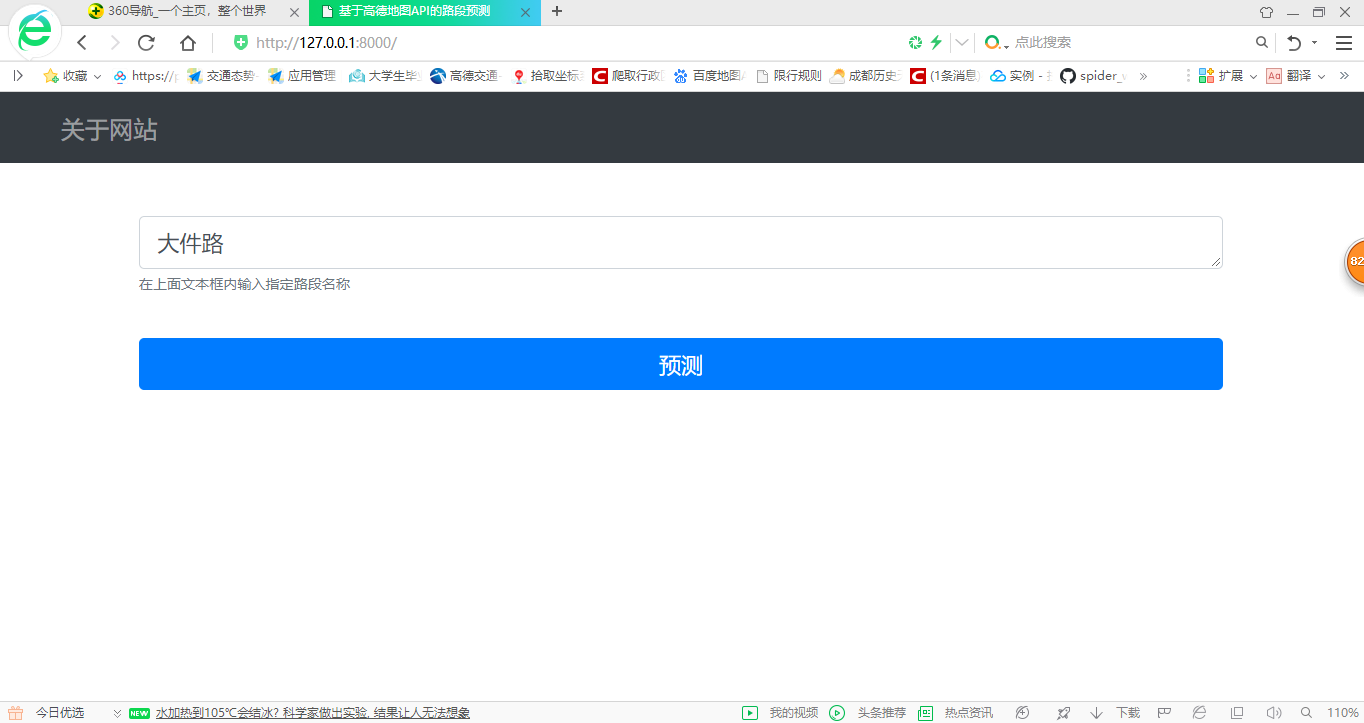 360导航_一个主页，整个世界
基于高德地图API的路段预测
http://127.0.0.1:8000/
点此搜索
收藏
https://
交通态势
应用管理
大学生毕
高德交通
拾取坐标
爬取行政
百度地图
限行规则
成都历史
(1条消息
实例 -
spider_
扩展
Aa 翻译
关于网站
大件路
在上面文本框内输入指定路段名称
预测
82
今日优选
NEW 水加热到105℃会结冰? 科学家做出实验, 结果让人无法想象
我的视频
头条推荐
热点资讯
下载
110%